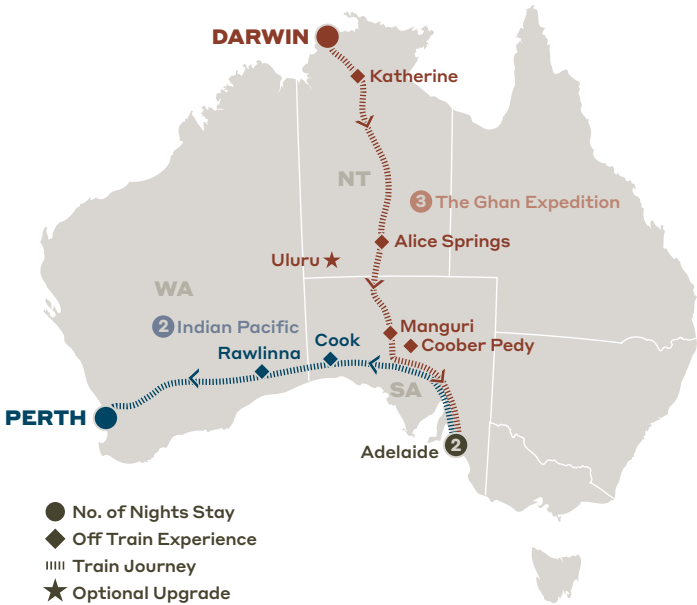 DARWIN
Katherine
NT
3 The Ghan Expedition
Alice Springs
Uluru
WA
2 Indian Pacific
Manguri
Cook
Coober Pedy
Rawlinna
SA
PERTH
Adelaide 2
No. of Nights Stay
Off Train Experience
Train Journey
Optional Upgrade